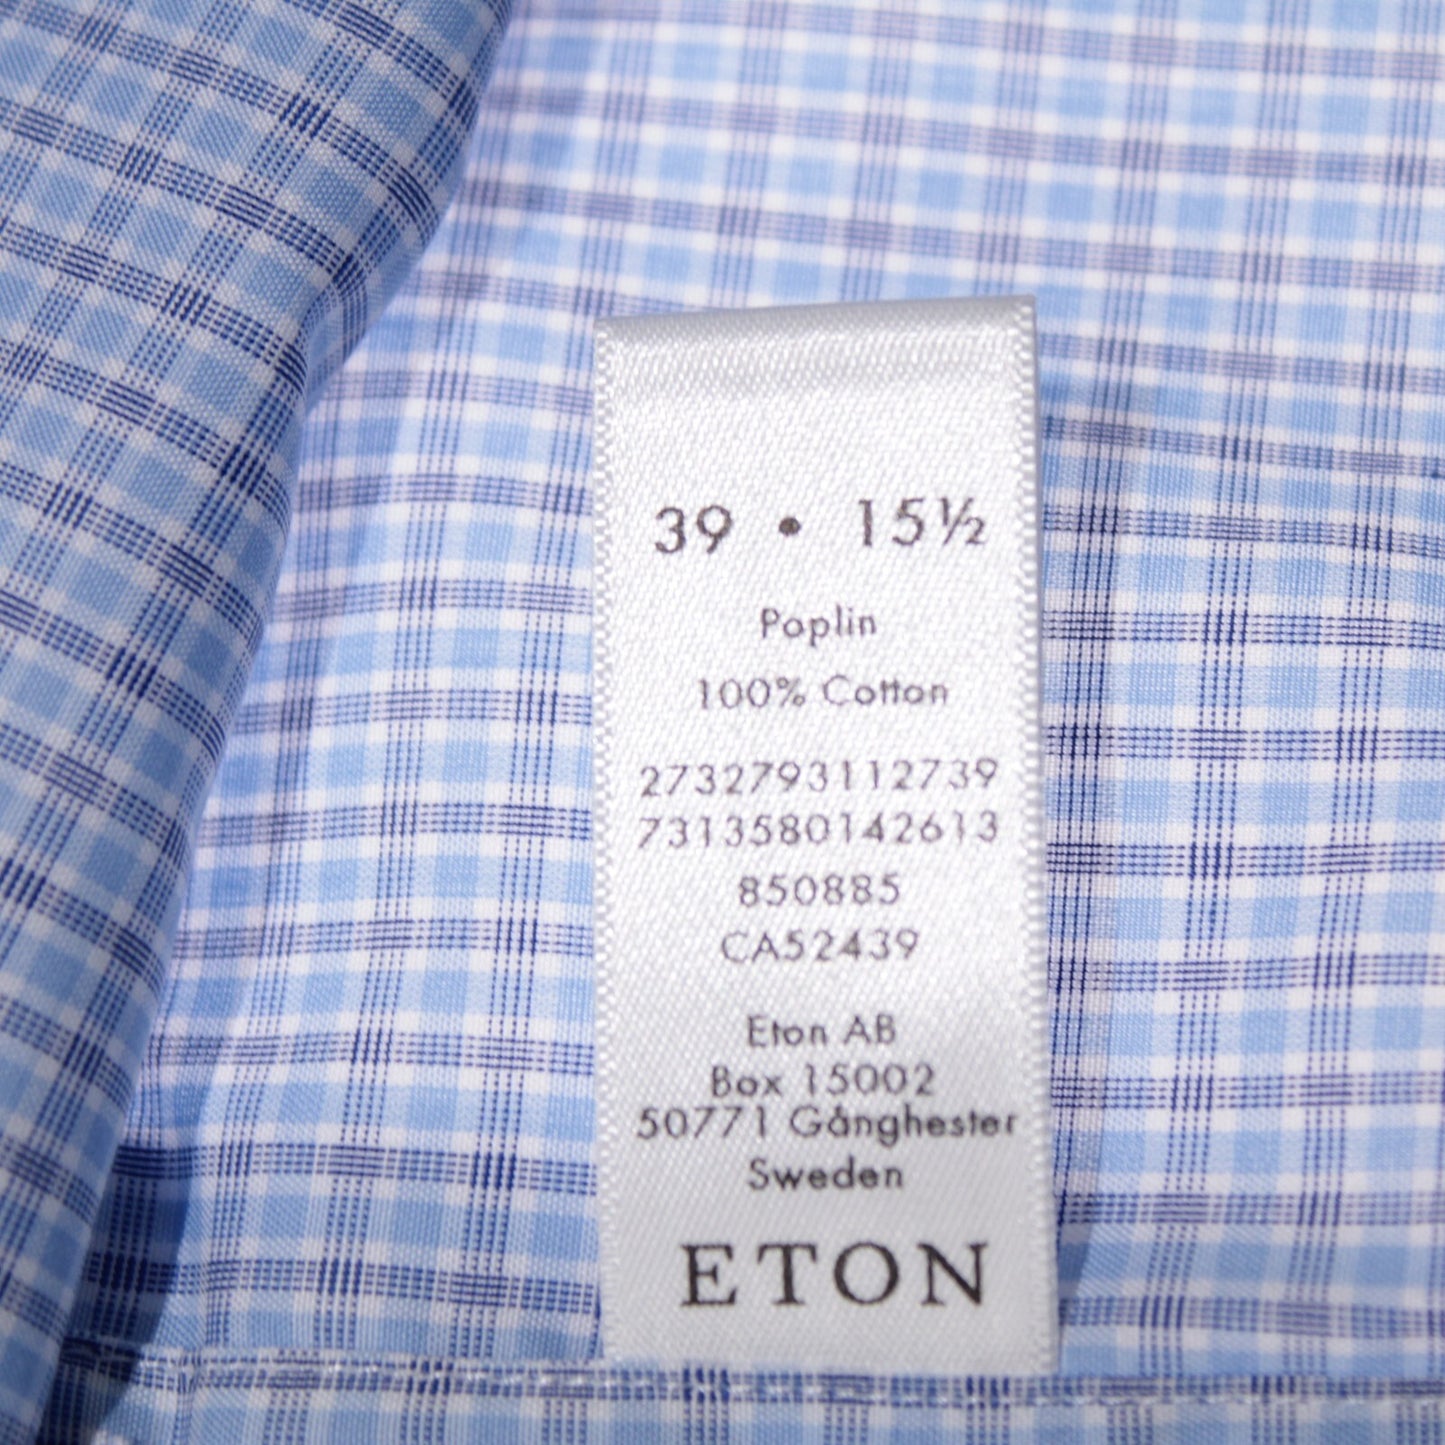 39 • 15½
Poplin
100% Cotton
2732793112739
7313580142613
850885
CA52439
Eton AB
Box 15002
50771 Gånghester
Sweden
ETON